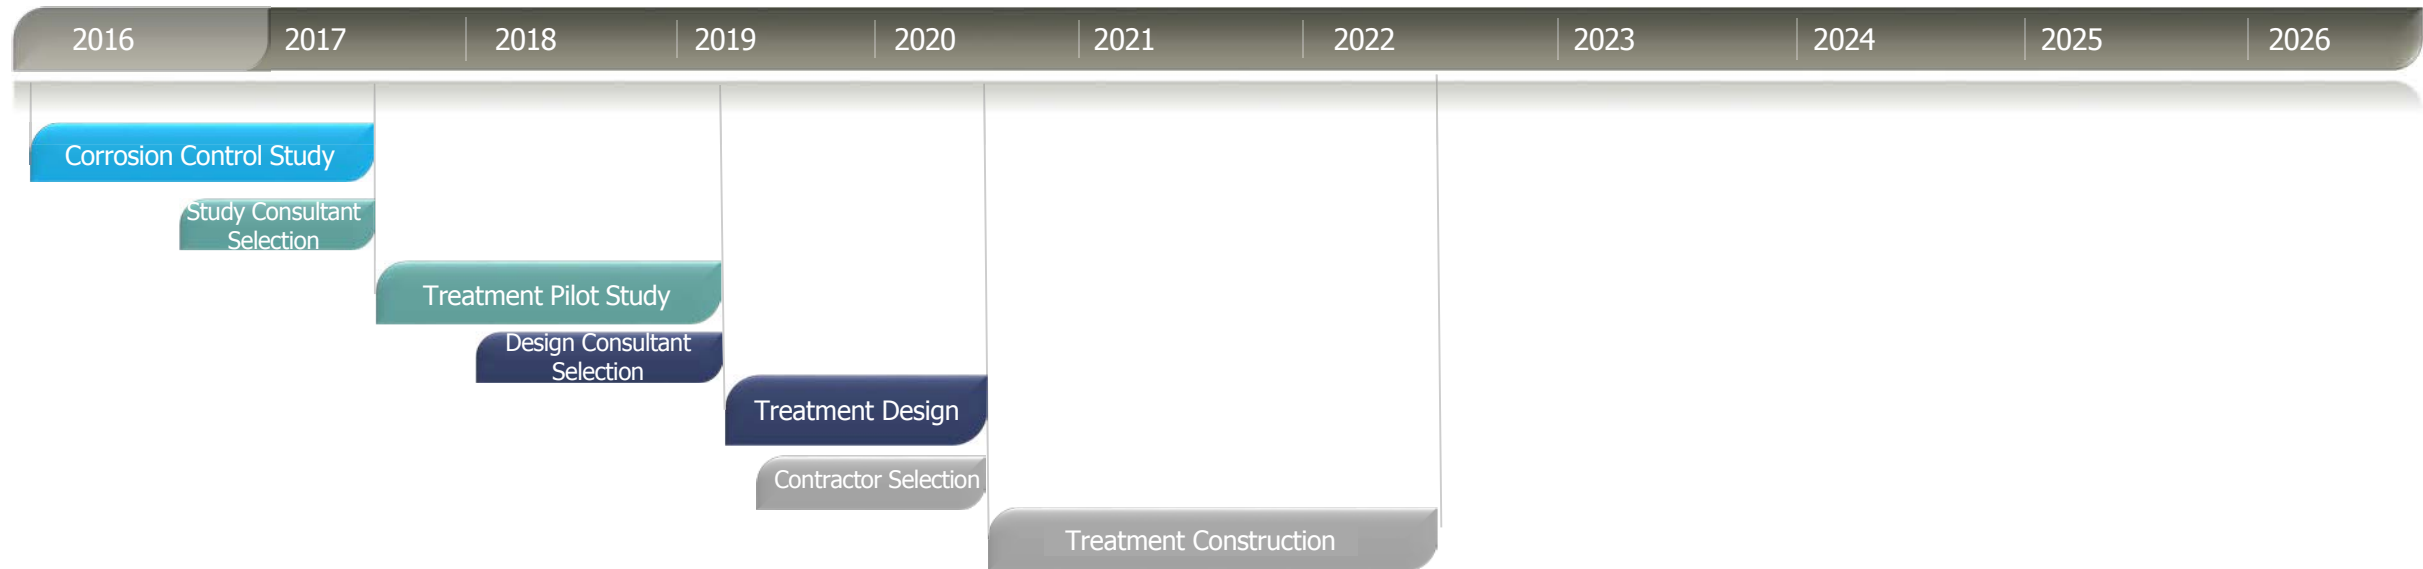 2016 2017 2018 2019 2020 2021 2022 2023 2024 2025 2026
Corrosion Control Study
Study Consultant
Selection
Treatment Pilot Study
Design Consultant
Selection
Treatment Design
Contractor Selection
Treatment Construction